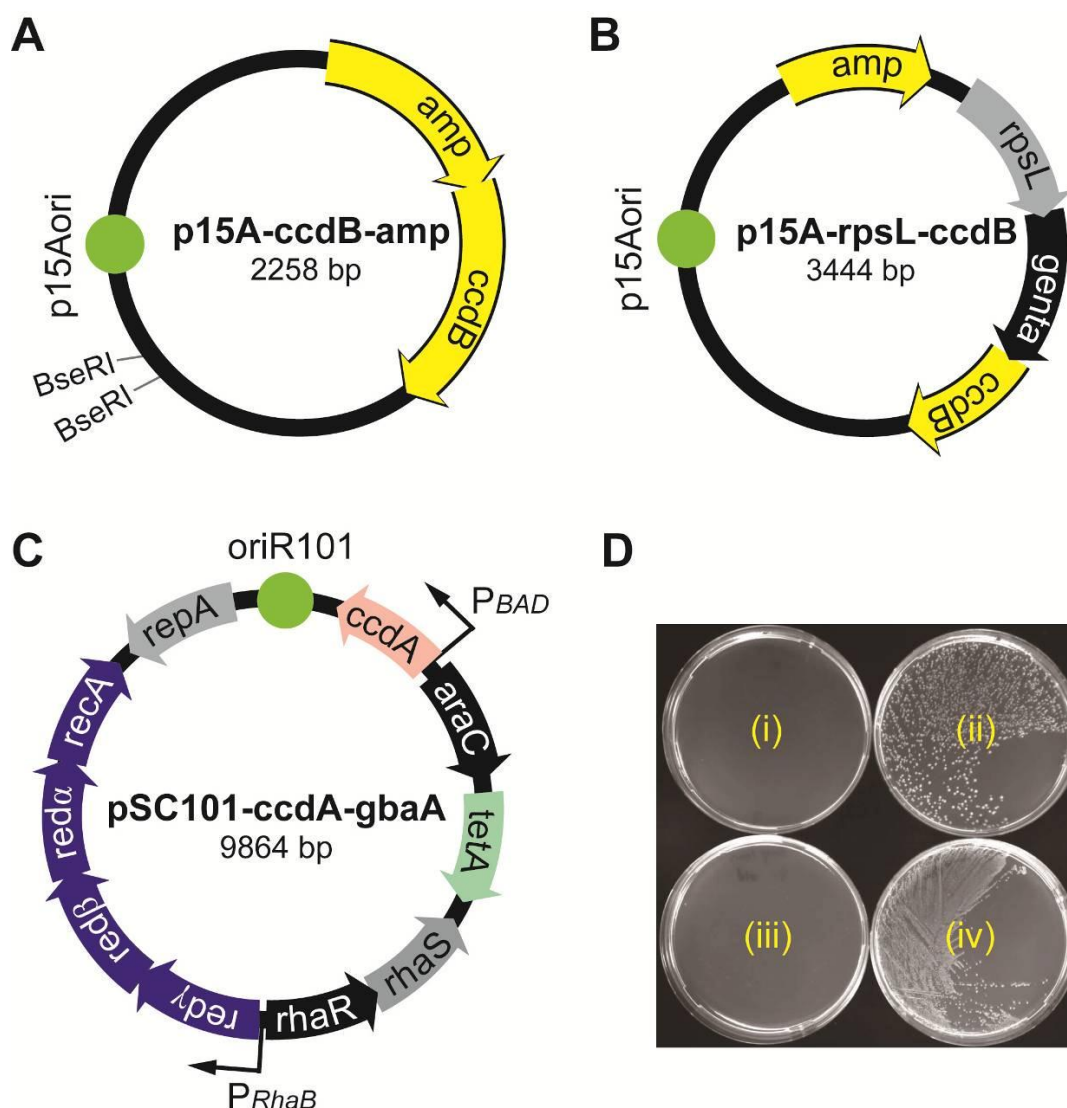 A
amp
p15Aori
p15A-ccdB-amp
2258 bp
ccdB
BseRI
BseRI
B
amp
rpsL
p15Aori
p15A-rpsL-ccdB
3444 bp
genta
ccdB
C
oriR101
PBAD
repA
ccdA
araC
recA
pSC101-ccdA-gbaA
9864 bp
tetA
redα
redβ
rhaS
redγ
rhaR
PRhaB
D
(i)
(ii)
(iii)
(iv)